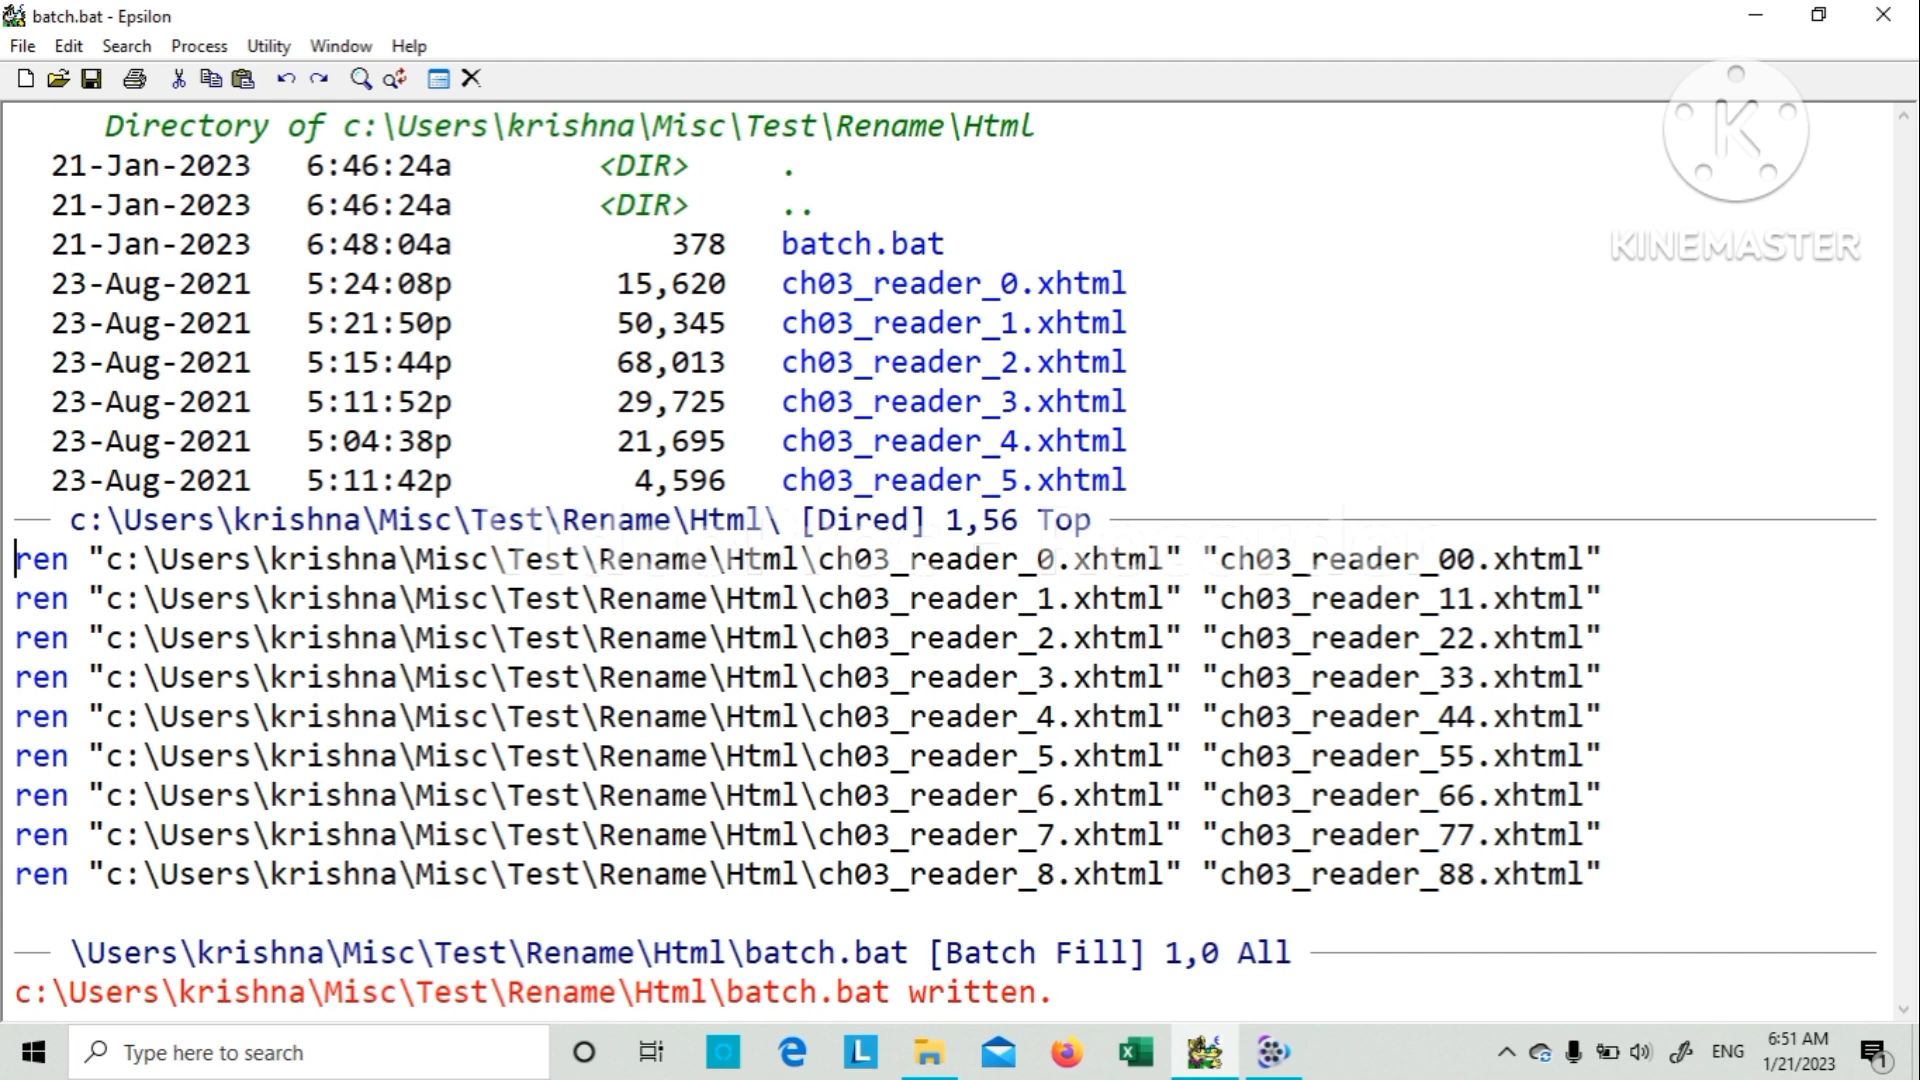 batch.bat - Epsilon
File Edit Search Process Utility Window Help
Directory of c:\Users\krishna\Misc\Test\Rename\Html
21-Jan-2023 6:46:24a <DIR> .
21-Jan-2023 6:46:24a <DIR> ..
21-Jan-2023 6:48:04a 378 batch.bat
23-Aug-2021 5:24:08p 15,620 ch03_reader_0.xhtml
23-Aug-2021 5:21:50p 50,345 ch03_reader_1.xhtml
23-Aug-2021 5:15:44p 68,013 ch03_reader_2.xhtml
23-Aug-2021 5:11:52p 29,725 ch03_reader_3.xhtml
23-Aug-2021 5:04:38p 21,695 ch03_reader_4.xhtml
23-Aug-2021 5:11:42p 4,596 ch03_reader_5.xhtml
K
KINEMASTER
c:\Users\krishna\Misc\Test\Rename\Html\ [Dired] 1,56 Top
ren "c:\Users\krishna\Misc\Test\Rename\Html\ch03_reader_0.xhtml" "ch03_reader_00.xhtml"
ren "c:\Users\krishna\Misc\Test\Rename\Html\ch03_reader_1.xhtml" "ch03_reader_11.xhtml"
ren "c:\Users\krishna\Misc\Test\Rename\Html\ch03_reader_2.xhtml" "ch03_reader_22.xhtml"
ren "c:\Users\krishna\Misc\Test\Rename\Html\ch03_reader_3.xhtml" "ch03_reader_33.xhtml"
ren "c:\Users\krishna\Misc\Test\Rename\Html\ch03_reader_4.xhtml" "ch03_reader_44.xhtml"
ren "c:\Users\krishna\Misc\Test\Rename\Html\ch03_reader_5.xhtml" "ch03_reader_55.xhtml"
ren "c:\Users\krishna\Misc\Test\Rename\Html\ch03_reader_6.xhtml" "ch03_reader_66.xhtml"
ren "c:\Users\krishna\Misc\Test\Rename\Html\ch03_reader_7.xhtml" "ch03_reader_77.xhtml"
ren "c:\Users\krishna\Misc\Test\Rename\Html\ch03_reader_8.xhtml" "ch03_reader_88.xhtml"
\Users\krishna\Misc\Test\Rename\Html\batch.bat [Batch Fill] 1,0 All
c:\Users\krishna\Misc\Test\Rename\Html\batch.bat written.
Type here to search
L
ENG
6:51 AM
1/21/2023
1